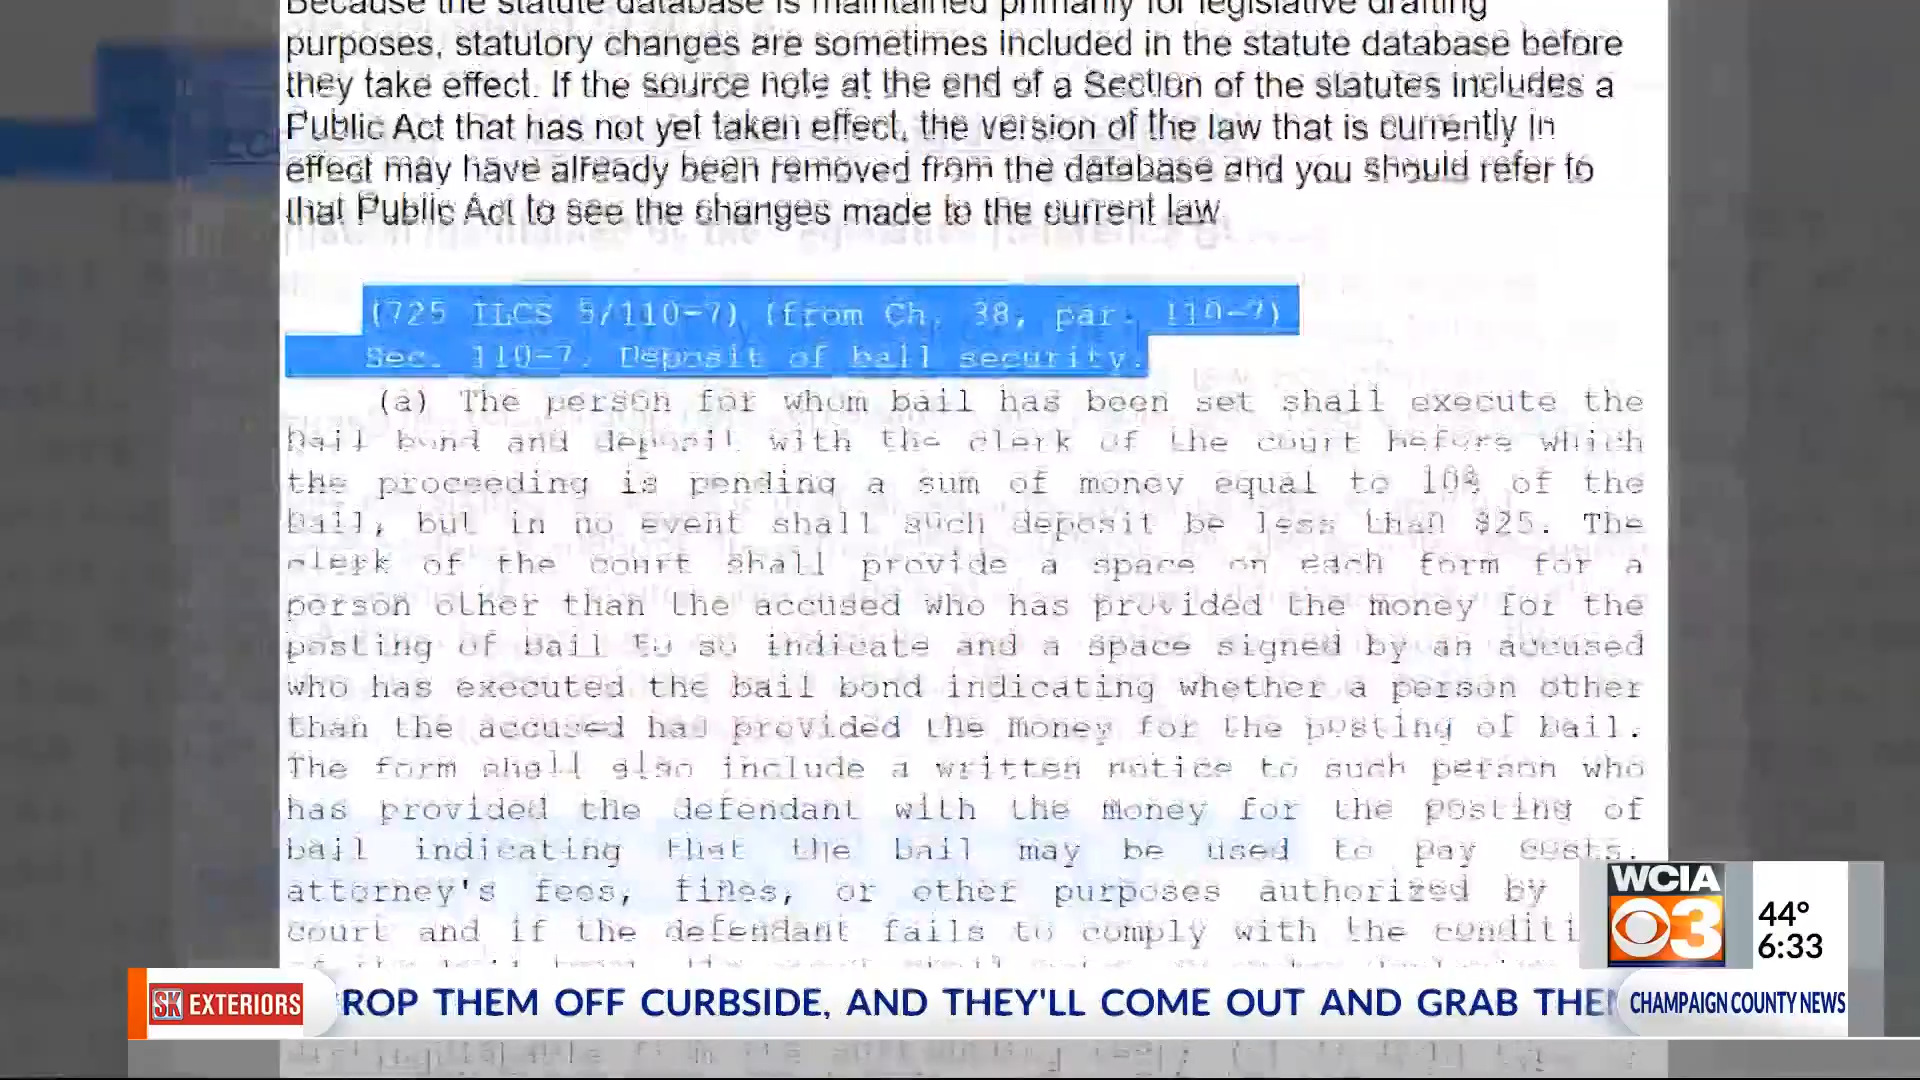 Because the statute database is maintained primarily for legislative drafting
purposes, statutory changes are sometimes included in the statute database before
they take effect. If the source note at the end of a Section of the statutes includes a
Public Act that has not yet taken effect, the version of the law that is currently in
effect may have already been removed from the database and you should refer to
that Public Act to see the changes made to the current law.
(725 ILCS 5/110-7) (from Ch. 38, par. 110-7)
Sec. 110-7. Deposit of bail security.
(a) The person for whom bail has been set shall execute the
bail bond and deposit with the clerk of the court before which
the proceeding is pending a sum of money equal to 10% of the
bail, but in no event shall such deposit be less than $25. The
clerk of the court shall provide a space on each form for a
person other than the accused who has provided the money for the
posting of bail to so indicate and a space signed by an accused
who has executed the bail bond indicating whether a person other
than the accused has provided the money for the posting of bail.
The form shall also include a written notice to such person who
has provided the defendant with the money for the posting of
bail indicating that the bail may be used to pay costs,
attorney's fees, fines, or other purposes authorized by
court and if the defendant fails to comply with the conditi
WCIA
3
44°
6:33
SK EXTERIORS
ROP THEM OFF CURBSIDE, AND THEY'LL COME OUT AND GRAB THE
CHAMPAIGN COUNTY NEWS